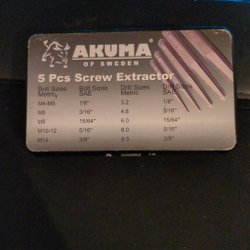 AKUMA
OF SWEDEN
5 Pcs Screw Extractor
Bolt Sizes Bolt Sizes Drill Sizes Drill Sizes
Metric SAE Metric SAE
M4-M5 1/8" 3.2 1/8"
M6 3/16" 4.8 3/16"
M8 15/64" 6.0 15/64"
M10-12 5/16" 8.0 5/16"
M14 3/8" 9.5 3/8"